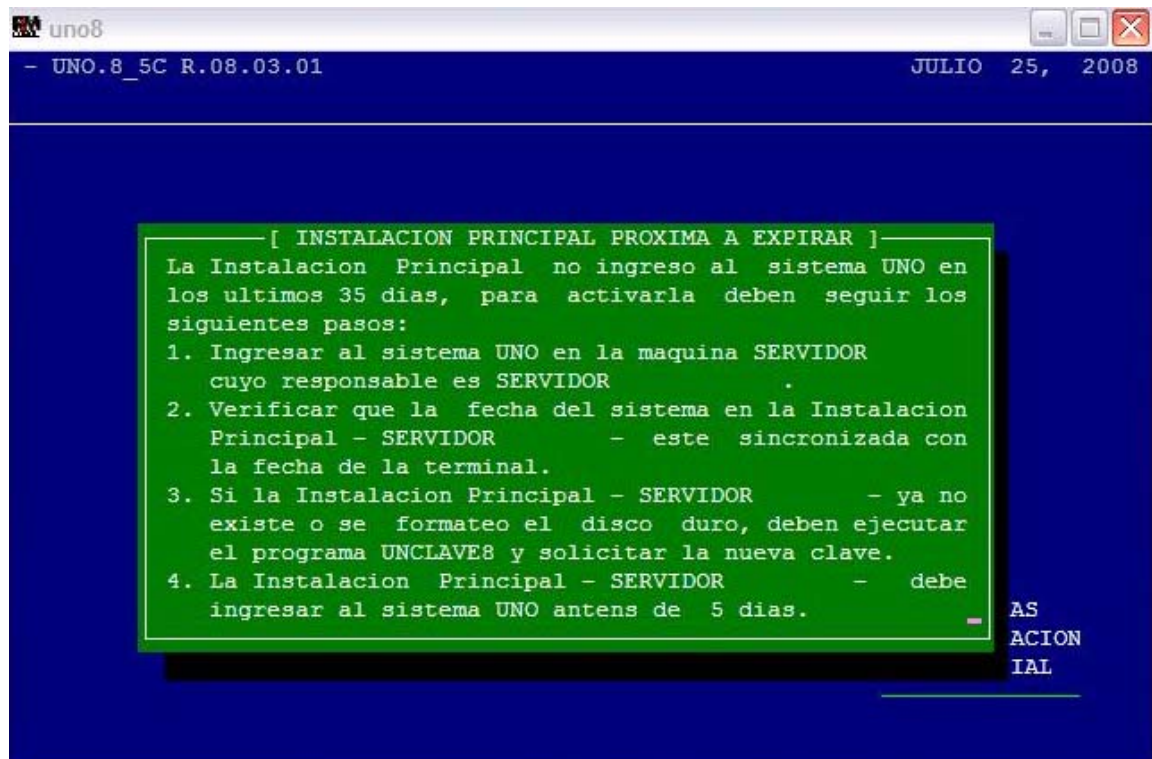 uno8
- UNO.8_5C R.08.03.01 JULIO 25, 2008
[ INSTALACION PRINCIPAL PROXIMA A EXPIRAR ]
La Instalacion Principal no ingreso al sistema UNO en
los ultimos 35 dias, para activarla deben seguir los
siguientes pasos:
1. Ingresar al sistema UNO en la maquina SERVIDOR
cuyo responsable es SERVIDOR .
2. Verificar que la fecha del sistema en la Instalacion
Principal - SERVIDOR - este sincronizada con
la fecha de la terminal.
3. Si la Instalacion Principal - SERVIDOR - ya no
existe o se formateo el disco duro, deben ejecutar
el programa UNCLAVE8 y solicitar la nueva clave.
4. La Instalacion Principal - SERVIDOR - debe
ingresar al sistema UNO antens de 5 dias.
AS
ACION
IAL